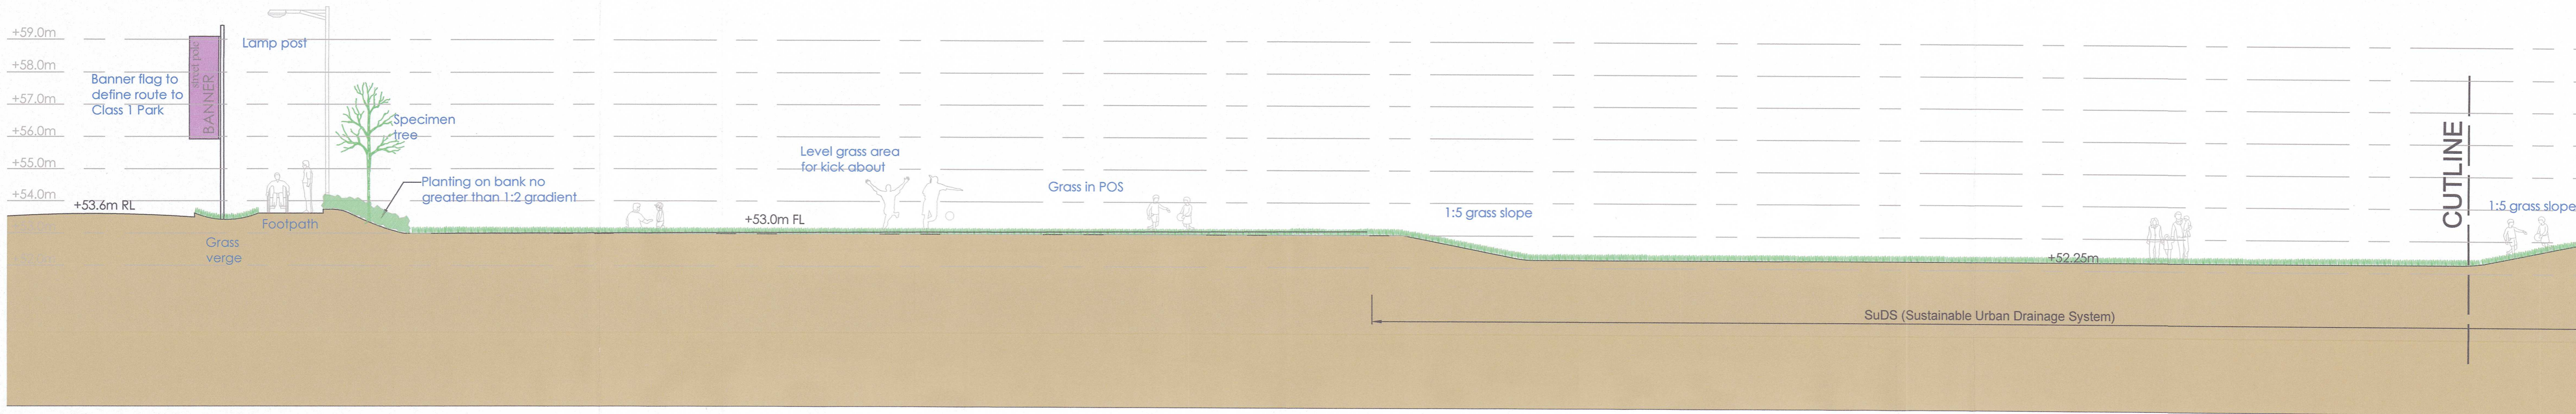 +59.0m
+58.0m
+57.0m
+56.0m
+55.0m
+54.0m
+53.6m RL
Banner flag to
define route to
Class 1 Park
street pole
BANNER
Lamp post
Specimen
tree
Planting on bank no
greater than 1:2 gradient
Footpath
Grass
verge
Level grass area
for kick about
+53.0m FL
Grass in POS
1:5 grass slope
+52.25m
SuDS (Sustainable Urban Drainage System)
CUTLINE
1:5 grass slope